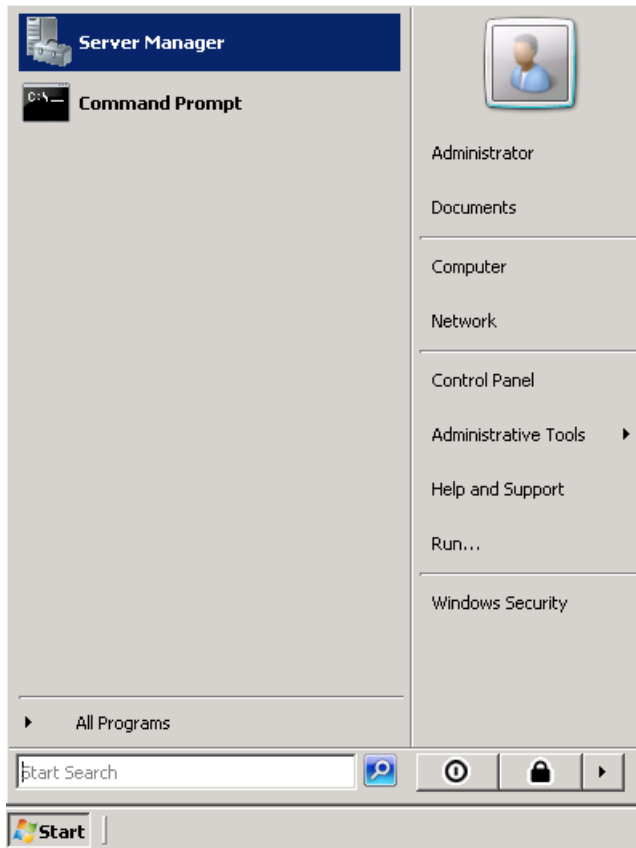 Server Manager
C:\_
Command Prompt
Administrator
Documents
Computer
Network
Control Panel
Administrative Tools
Help and Support
Run...
Windows Security
All Programs
Start Search
Start